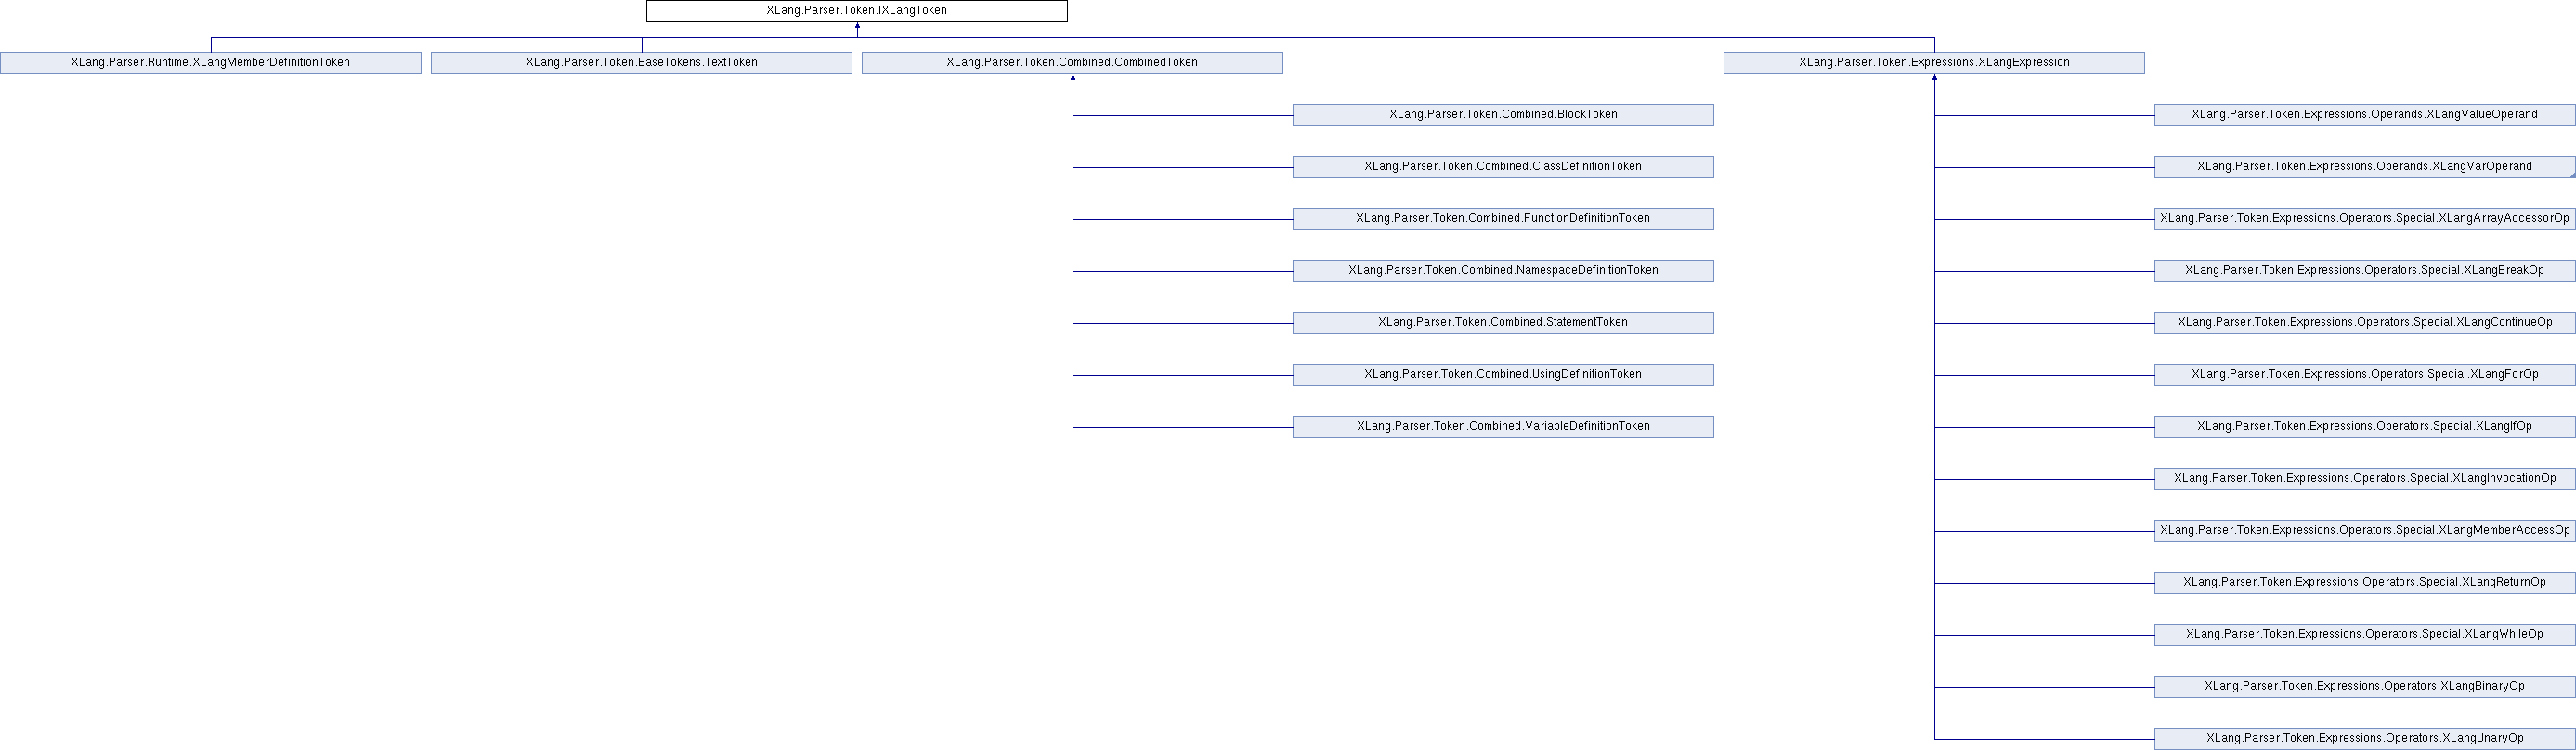 XLang.Parser.Token.IXLangToken
XLang.Parser.Runtime.XLangMemberDefinitionToken
XLang.Parser.Token.BaseTokens.TextToken
XLang.Parser.Token.Combined.CombinedToken
XLang.Parser.Token.Expressions.XLangExpression
XLang.Parser.Token.Combined.BlockToken
XLang.Parser.Token.Combined.ClassDefinitionToken
XLang.Parser.Token.Combined.FunctionDefinitionToken
XLang.Parser.Token.Combined.NamespaceDefinitionToken
XLang.Parser.Token.Combined.StatementToken
XLang.Parser.Token.Combined.UsingDefinitionToken
XLang.Parser.Token.Combined.VariableDefinitionToken
XLang.Parser.Token.Expressions.Operands.XLangValueOperand
XLang.Parser.Token.Expressions.Operands.XLangVarOperand
XLang.Parser.Token.Expressions.Operators.Special.XLangArrayAccessorOp
XLang.Parser.Token.Expressions.Operators.Special.XLangBreakOp
XLang.Parser.Token.Expressions.Operators.Special.XLangContinueOp
XLang.Parser.Token.Expressions.Operators.Special.XLangForOp
XLang.Parser.Token.Expressions.Operators.Special.XLangIfOp
XLang.Parser.Token.Expressions.Operators.Special.XLangInvocationOp
XLang.Parser.Token.Expressions.Operators.Special.XLangMemberAccessOp
XLang.Parser.Token.Expressions.Operators.Special.XLangReturnOp
XLang.Parser.Token.Expressions.Operators.Special.XLangWhileOp
XLang.Parser.Token.Expressions.Operators.XLangBinaryOp
XLang.Parser.Token.Expressions.Operators.XLangUnaryOp